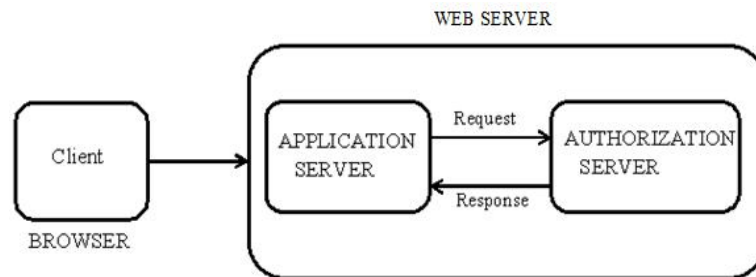 WEB SERVER
Client
BROWSER
APPLICATION
SERVER
Request
Response
AUTHORIZATION
SERVER